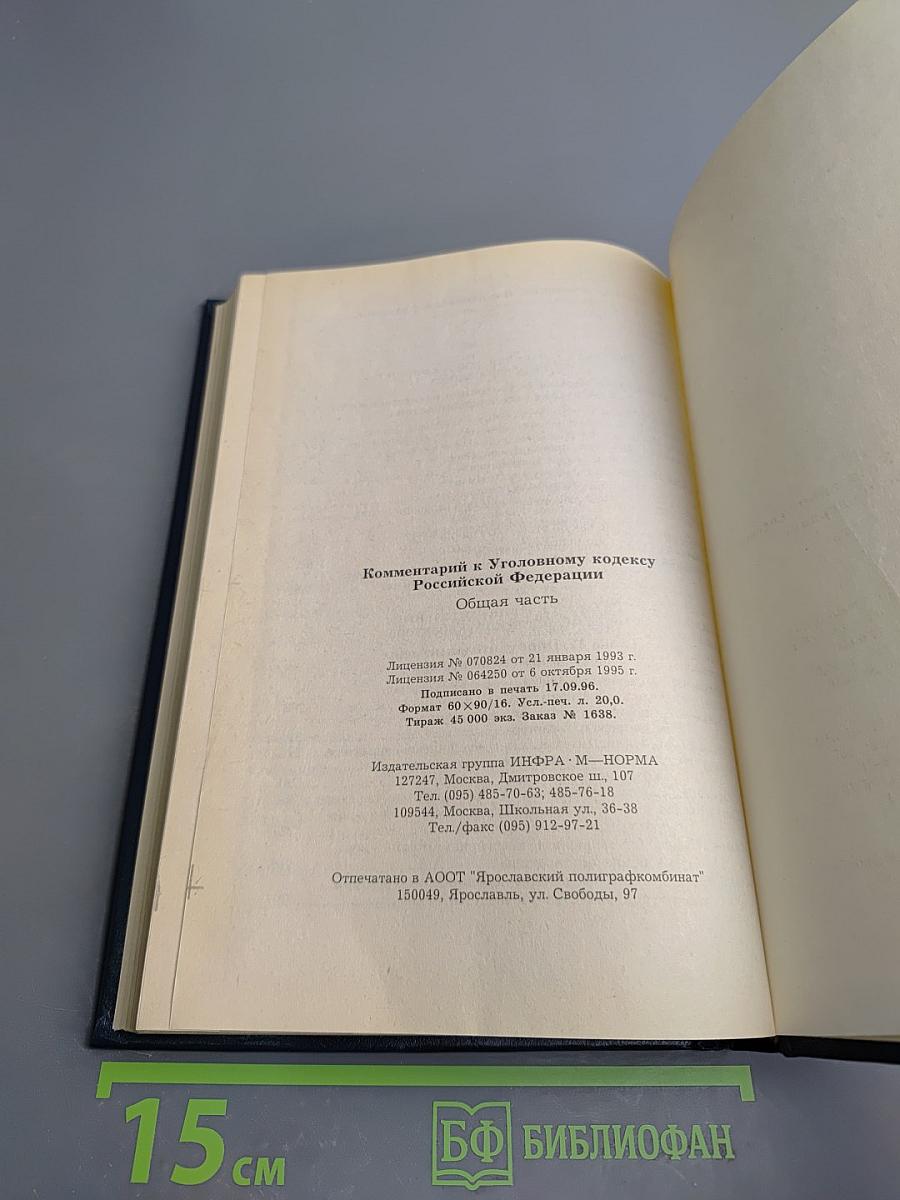 Комментарий к Уголовному кодексу
Российской Федерации
Общая часть
Лицензия № 070824 от 21 января 1993 г.
Лицензия № 064250 от 6 октября 1995 г.
Подписано в печать 17.09.96.
Формат 60×90/16. Усл.-печ. л. 20,0.
Тираж 45 000 экз. Заказ № 1638.
Издательская группа ИНФРА · М—НОРМА
127247, Москва, Дмитровское ш., 107
Тел. (095) 485-70-63; 485-76-18
109544, Москва, Школьная ул., 36-38
Тел./факс (095) 912-97-21
Отпечатано в АООТ "Ярославский полиграфкомбинат"
150049, Ярославль, ул. Свободы, 97
15 см
БФ БИБЛИОФАН